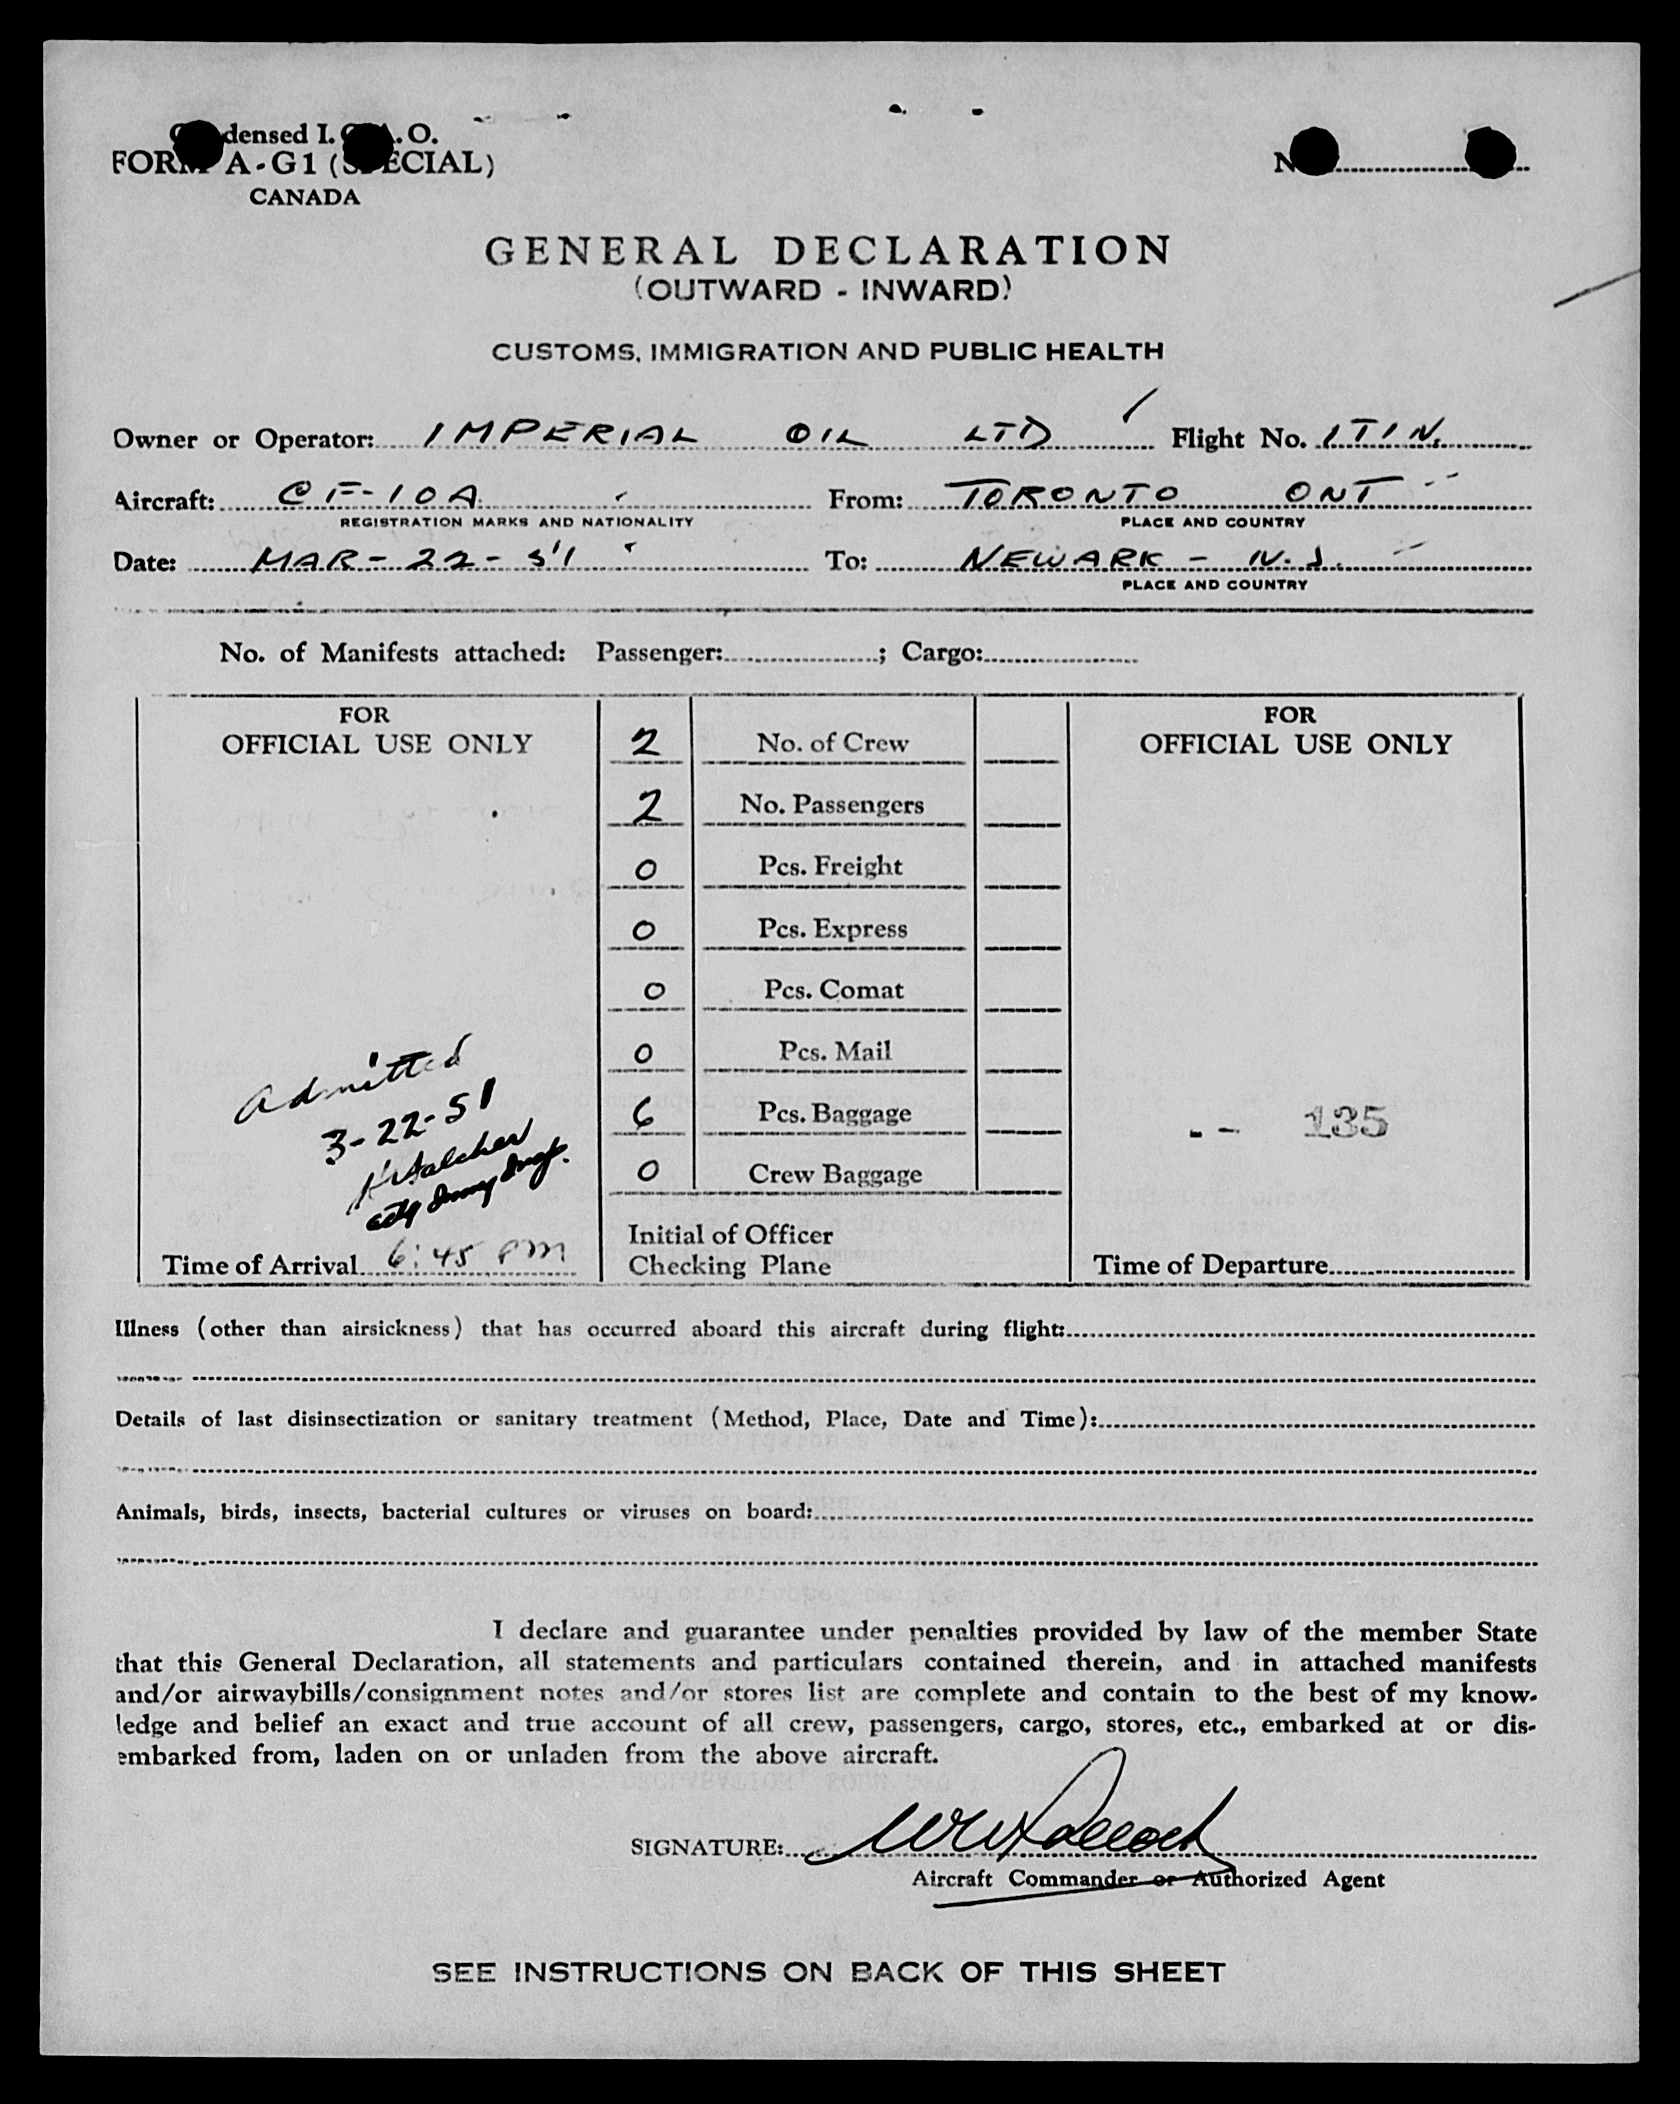 Condensed I.C.A.O.
FORM A-G1 (SPECIAL)
CANADA
GENERAL DECLARATION
(OUTWARD - INWARD)
CUSTOMS, IMMIGRATION AND PUBLIC HEALTH
Owner or Operator: IMPERIAL OIL LTD Flight No. ITIN.
Aircraft: CF-IOA From: TORONTO ONT
REGISTRATION MARKS AND NATIONALITY PLACE AND COUNTRY
Date: MAR-22-51 To: NEWARK - N.J.
PLACE AND COUNTRY
No. of Manifests attached: Passenger: ; Cargo:
FOR OFFICIAL USE ONLY
2 No. of Crew
2 No. Passengers
0 Pcs. Freight
0 Pcs. Express
0 Pcs. Comat
0 Pcs. Mail
6 Pcs. Baggage
0 Crew Baggage
Initial of Officer
Checking Plane
Admitted
3-22-51
Time of Arrival 6:45 PM
FOR OFFICIAL USE ONLY
-- 135
Time of Departure
Illness (other than airsickness) that has occurred aboard this aircraft during flight:
Details of last disinsectization or sanitary treatment (Method, Place, Date and Time):
Animals, birds, insects, bacterial cultures or viruses on board:
I declare and guarantee under penalties provided by law of the member State
that this General Declaration, all statements and particulars contained therein, and in attached manifests
and/or airwaybills/consignment notes and/or stores list are complete and contain to the best of my know-
ledge and belief an exact and true account of all crew, passengers, cargo, stores, etc., embarked at or dis-
embarked from, laden on or unladen from the above aircraft.
SIGNATURE:
Aircraft Commander or Authorized Agent
SEE INSTRUCTIONS ON BACK OF THIS SHEET